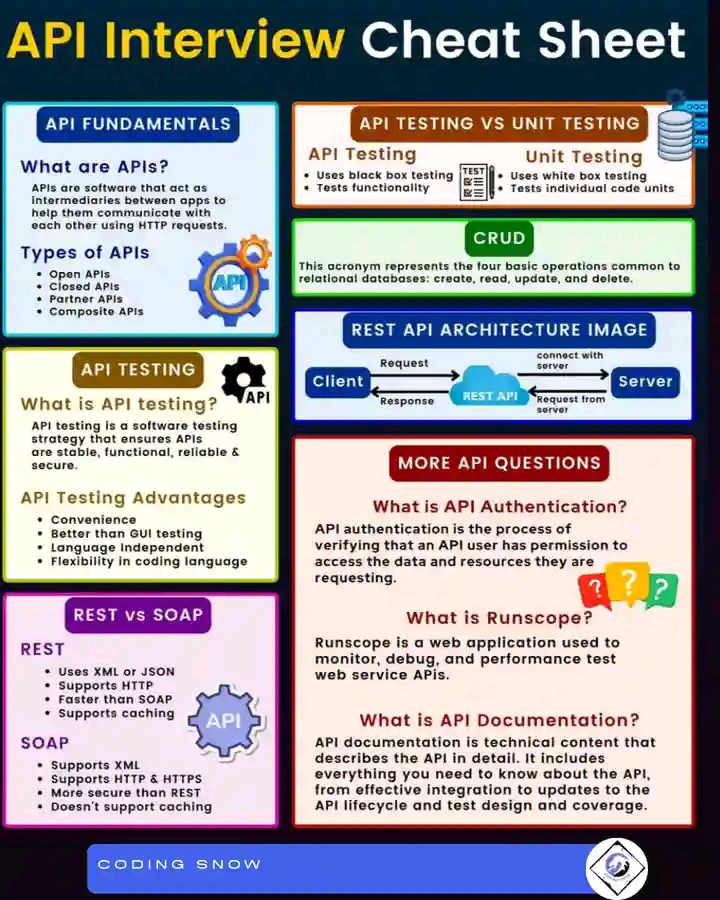 API Interview Cheat Sheet
API FUNDAMENTALS
What are APIs?
APIs are software that act as
intermediaries between apps to
help them communicate with
each other using HTTP requests.
Types of APIs
• Open APIs
• Closed APIs
• Partner APIs
• Composite APIs
API
API TESTING
API
What is API testing?
API testing is a software testing
strategy that ensures APIs
are stable, functional, reliable &
secure.
API Testing Advantages
• Convenience
• Better than GUI testing
• Language Independent
• Flexibility in coding language
REST vs SOAP
REST
• Uses XML or JSON
• Supports HTTP
• Faster than SOAP
• Supports caching
API
SOAP
• Supports XML
• Supports HTTP & HTTPS
• More secure than REST
• Doesn't support caching
API TESTING VS UNIT TESTING
API Testing
• Uses black box testing
• Tests functionality
TEST
Unit Testing
• Uses white box testing
• Tests individual code units
CRUD
This acronym represents the four basic operations common to
relational databases: create, read, update, and delete.
REST API ARCHITECTURE IMAGE
Client
Request
Response
REST API
connect with
server
Request from
server
Server
MORE API QUESTIONS
What is API Authentication?
API authentication is the process of
verifying that an API user has permission to
access the data and resources they are
requesting.
? ? ?
What is Runscope?
Runscope is a web application used to
monitor, debug, and performance test
web service APIs.
What is API Documentation?
API documentation is technical content that
describes the API in detail. It includes
everything you need to know about the API,
from effective integration to updates to the
API lifecycle and test design and coverage.
CODING SNOW